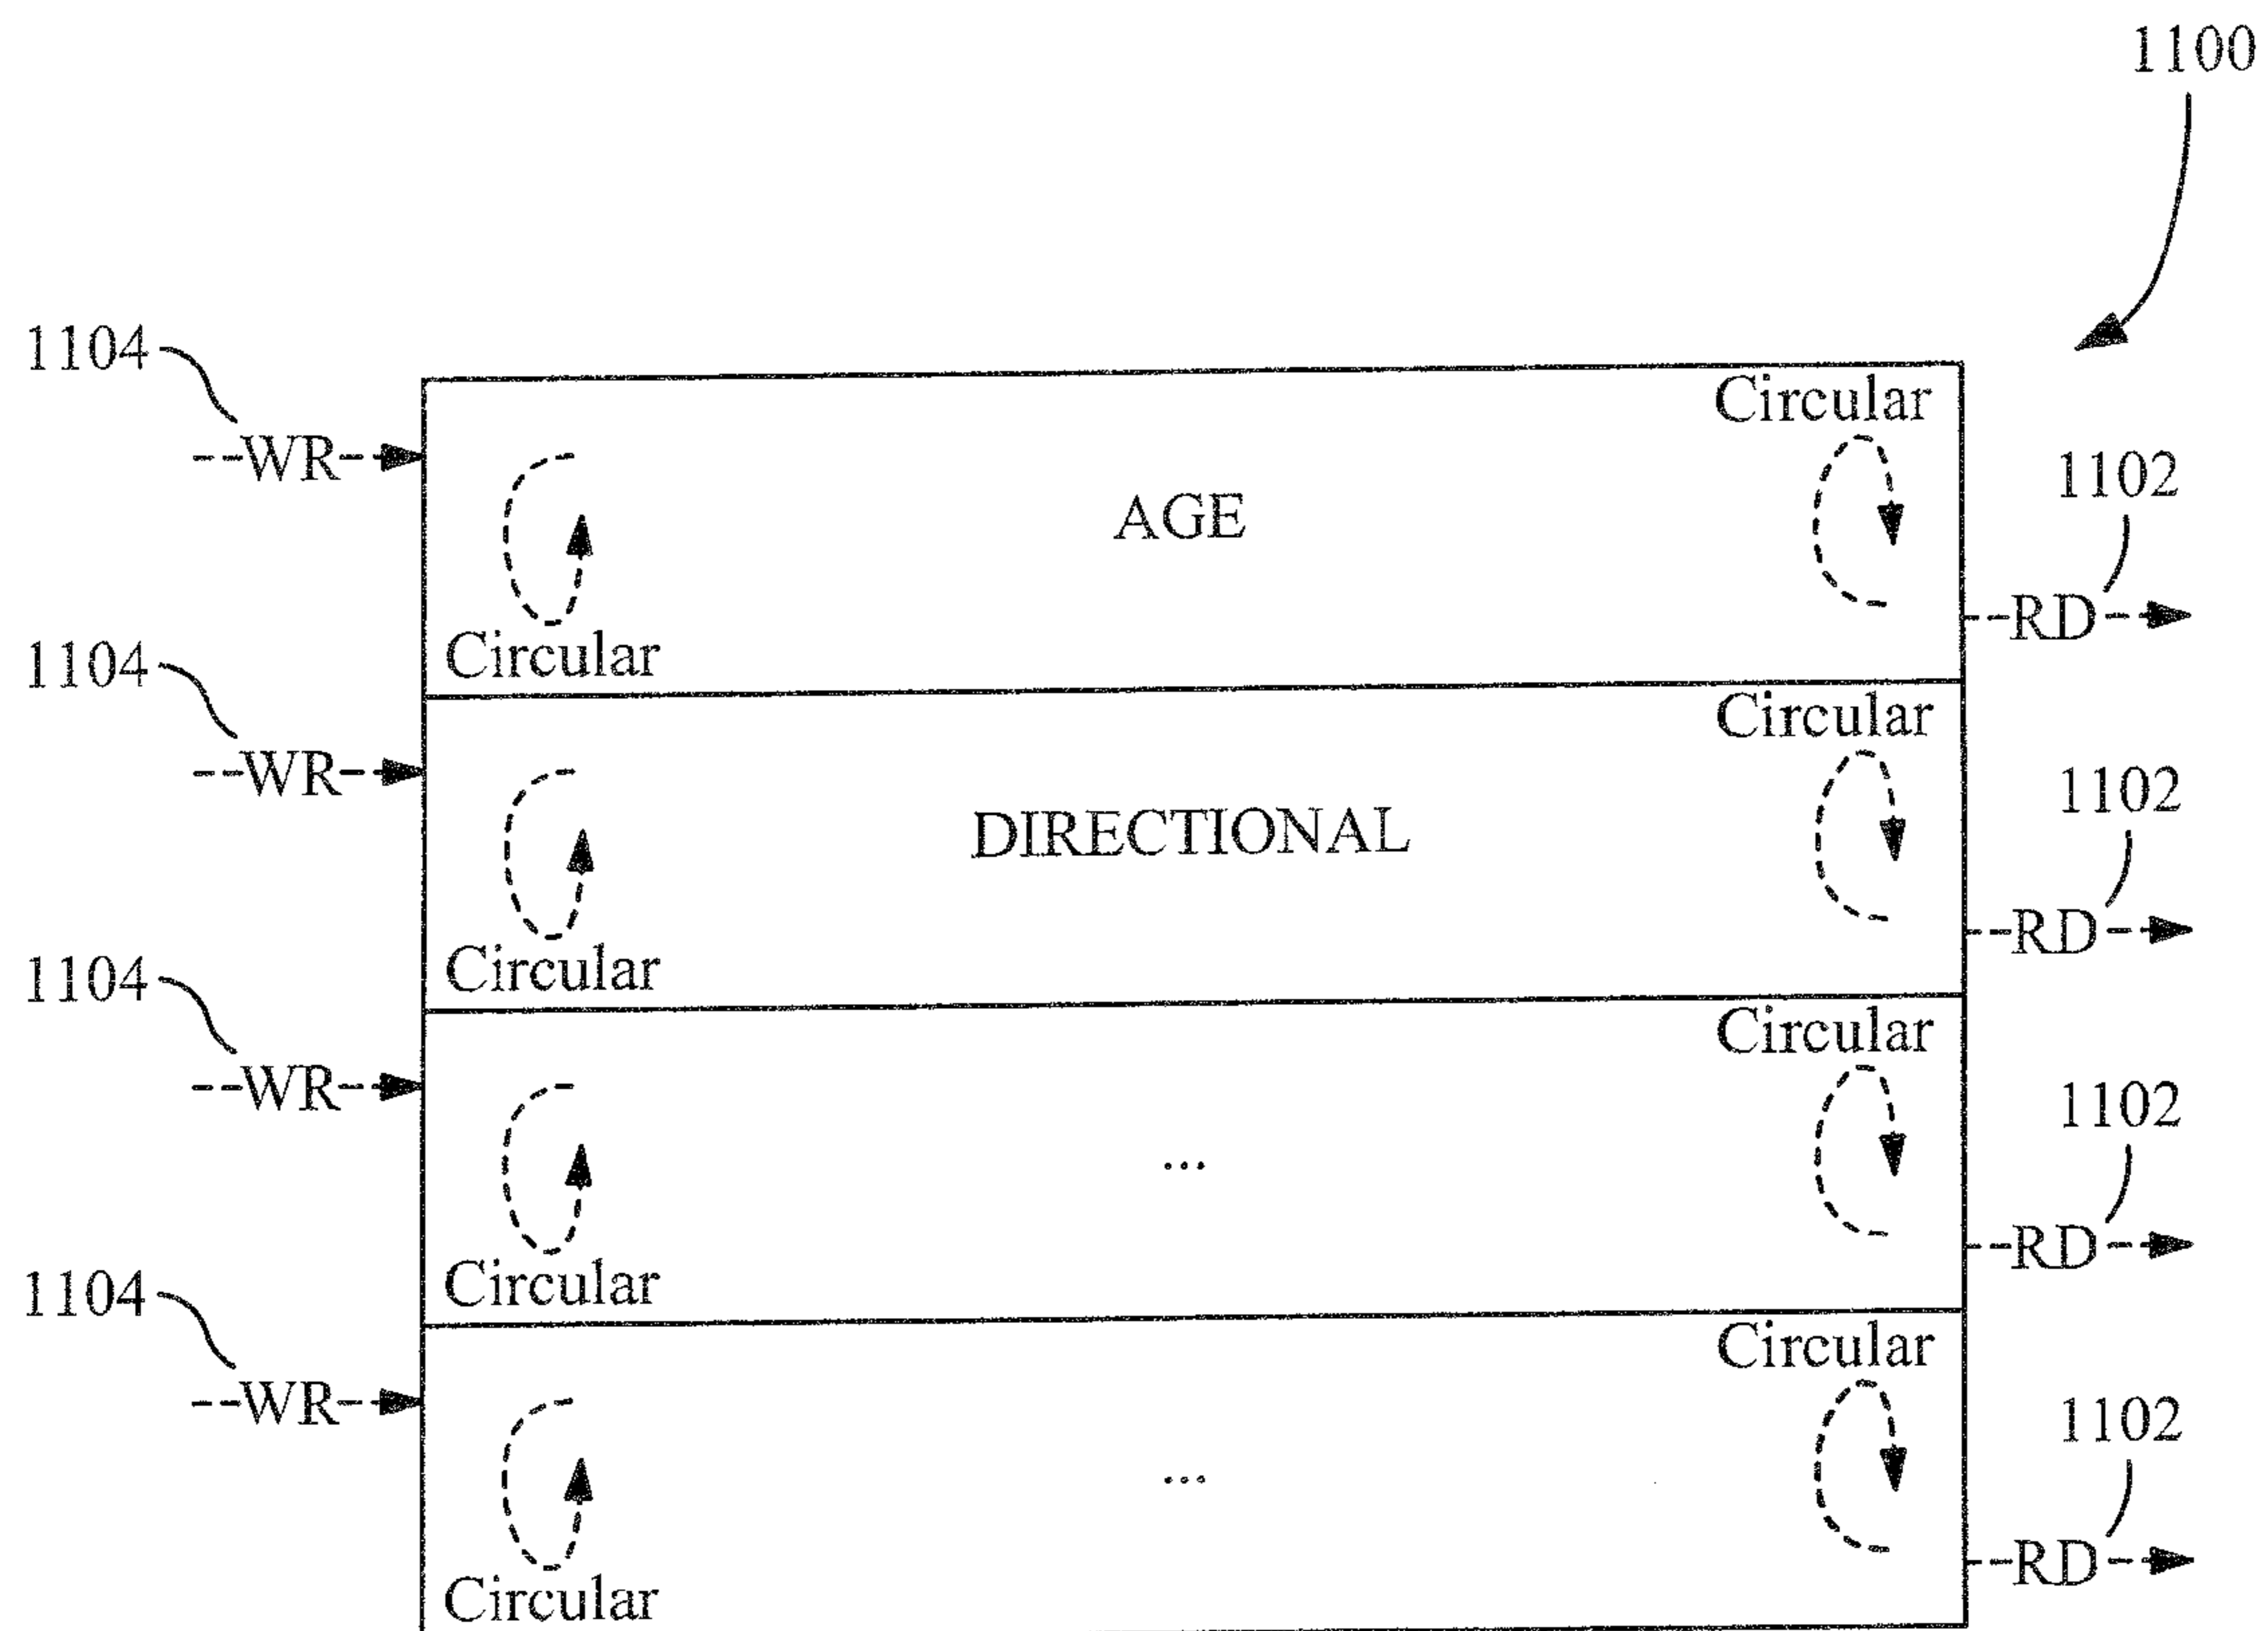 1100
1104
Circular
WR
AGE
1102
RD
Circular
1104
Circular
WR
DIRECTIONAL
1102
RD
Circular
1104
Circular
WR
...
1102
RD
Circular
1104
Circular
WR
...
1102
RD
Circular